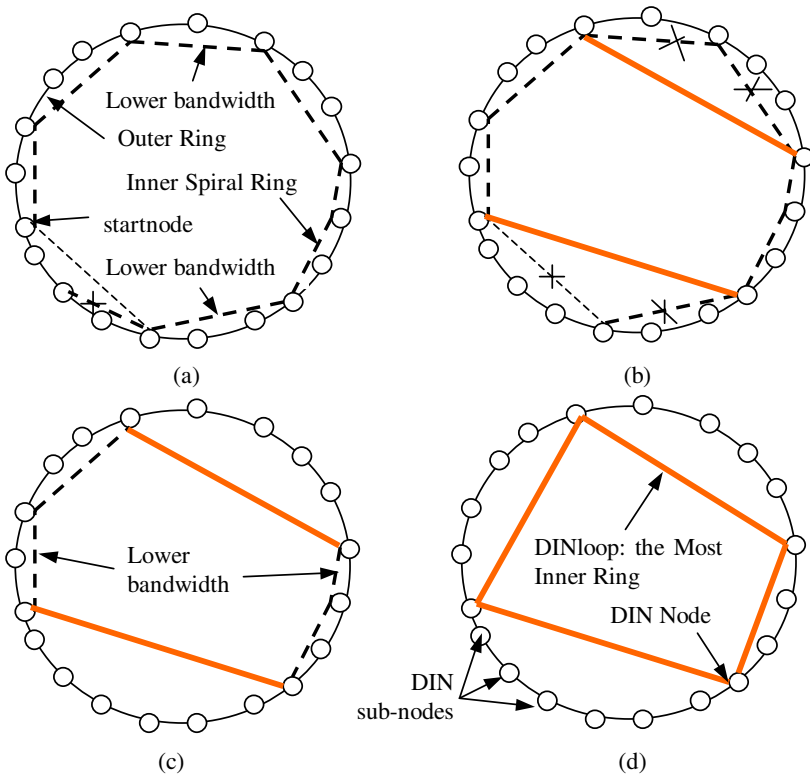 Lower bandwidth
Outer Ring
Inner Spiral Ring
startnode
Lower bandwidth
(a)
(b)
Lower
bandwidth
(c)
DINloop: the Most
Inner Ring
DIN Node
DIN
sub-nodes
(d)